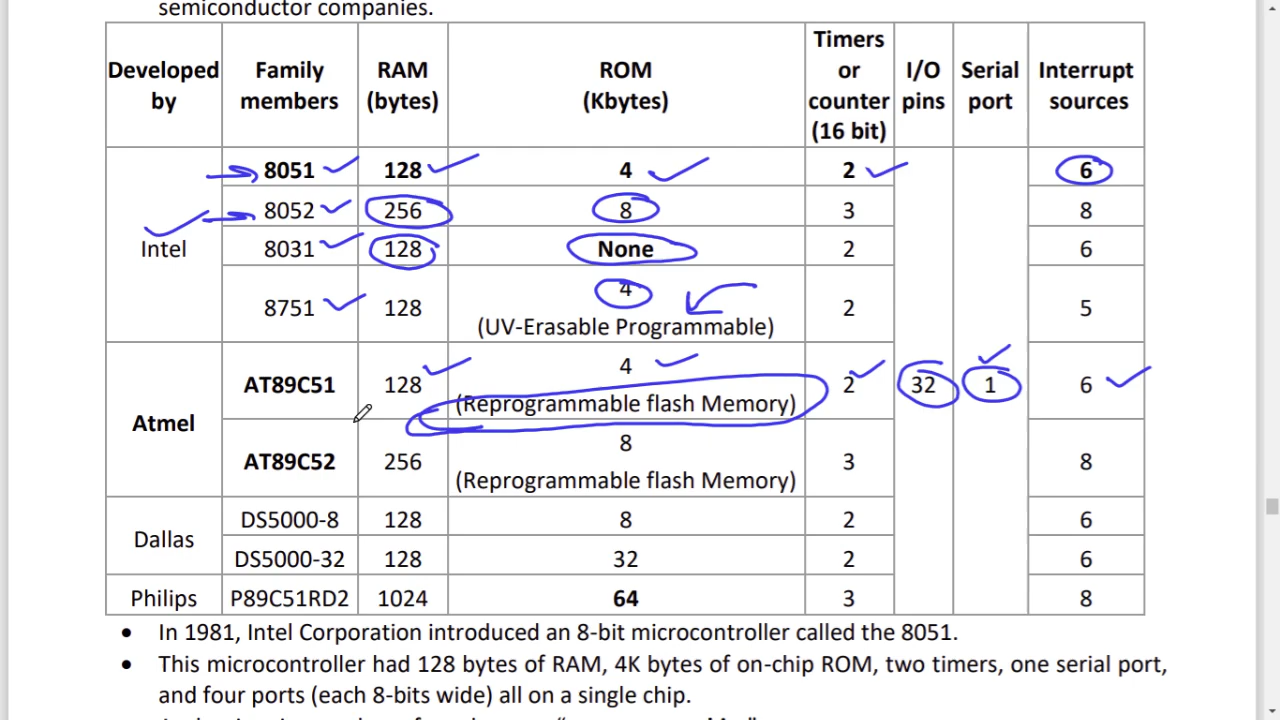 semiconductor companies.
Developed by | Family members | RAM (bytes) | ROM (Kbytes) | Timers or counter (16 bit) | I/O pins | Serial port | Interrupt sources
Intel | 8051 | 128 | 4 | 2 | 32 | 1 | 6
8052 | 256 | 8 | 3 | 8
8031 | 128 | None | 2 | 6
8751 | 128 | 4 (UV-Erasable Programmable) | 2 | 5
Atmel | AT89C51 | 128 | 4 (Reprogrammable flash Memory) | 2 | 6
AT89C52 | 256 | 8 (Reprogrammable flash Memory) | 3 | 8
Dallas | DS5000-8 | 128 | 8 | 2 | 6
DS5000-32 | 128 | 32 | 2 | 6
Philips | P89C51RD2 | 1024 | 64 | 3 | 8
• In 1981, Intel Corporation introduced an 8-bit microcontroller called the 8051.
• This microcontroller had 128 bytes of RAM, 4K bytes of on-chip ROM, two timers, one serial port,
and four ports (each 8-bits wide) all on a single chip.